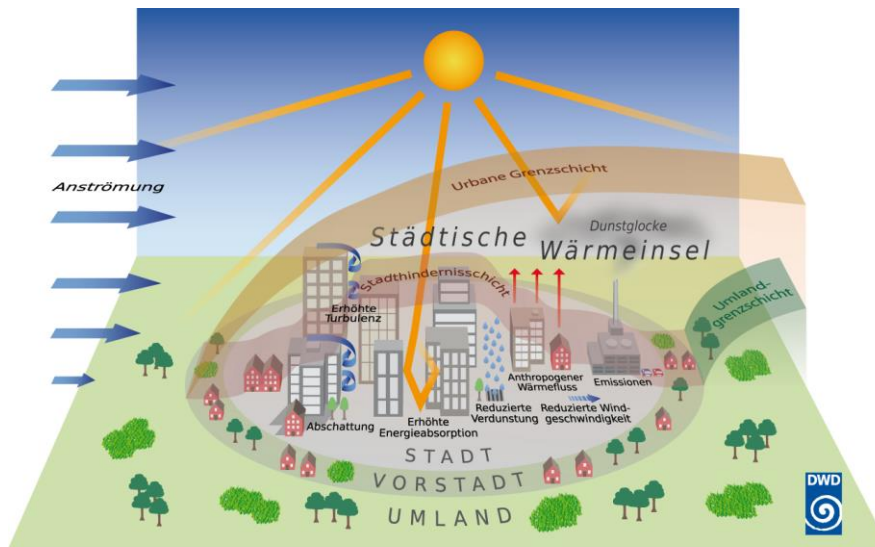 Anströmung
Urbane Grenzschicht
Dunstglocke
Städtische
Wärmeinsel
Stadthindernisschicht
Umland-
grenzschicht
Erhöhte
Turbulenz
Anthropogener
Wärmefluss
Emissionen
Abschattung
Erhöhte
Energieabsorption
Reduzierte
Verdunstung
Reduzierte Wind-
geschwindigkeit
STADT
VORSTADT
UMLAND
DWD